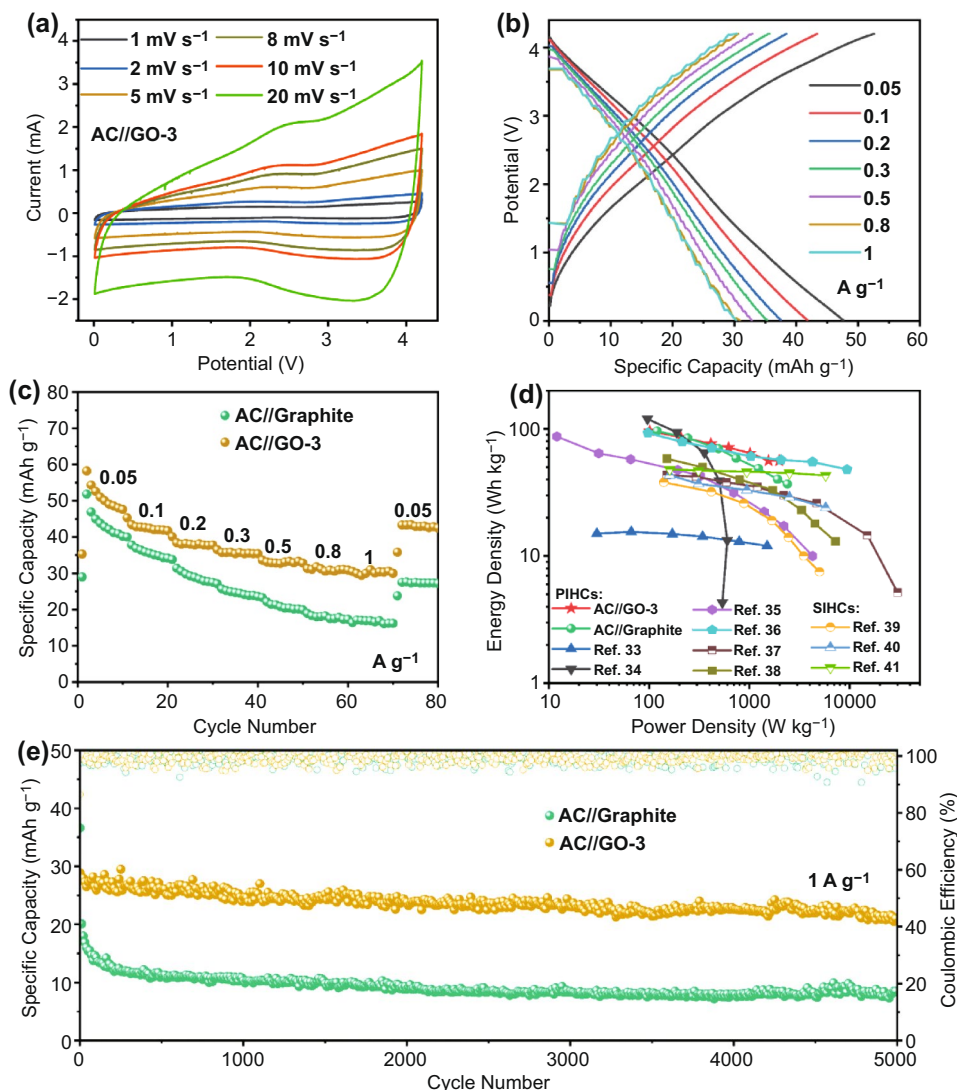 (a)
1 mV s⁻¹ 8 mV s⁻¹
2 mV s⁻¹ 10 mV s⁻¹
5 mV s⁻¹ 20 mV s⁻¹
AC//GO-3
Current (mA)
4
3
2
1
0
−1
−2
0 1 2 3 4
Potential (V)
(b)
Potential (V)
4
3
2
1
0
0.05
0.1
0.2
0.3
0.5
0.8
1
A g⁻¹
0 10 20 30 40 50 60
Specific Capacity (mAh g⁻¹)
(c)
Specific Capacity (mAh g⁻¹)
80
70
60
50
40
30
20
10
0
AC//Graphite
AC//GO-3
0.05 0.1 0.2 0.3 0.5 0.8 1 0.05
A g⁻¹
0 20 40 60 80
Cycle Number
(d)
Energy Density (Wh kg⁻¹)
100
10
1
PIHCs:
AC//GO-3
AC//Graphite
Ref. 33
Ref. 34
Ref. 35
Ref. 36
Ref. 37
Ref. 38
SIHCs:
Ref. 39
Ref. 40
Ref. 41
10 100 1000 10000
Power Density (W kg⁻¹)
(e)
Specific Capacity (mAh g⁻¹)
50
40
30
20
10
0
AC//Graphite
AC//GO-3
1 A g⁻¹
100
80
60
40
20
0
Coulombic Efficiency (%)
0 1000 2000 3000 4000 5000
Cycle Number